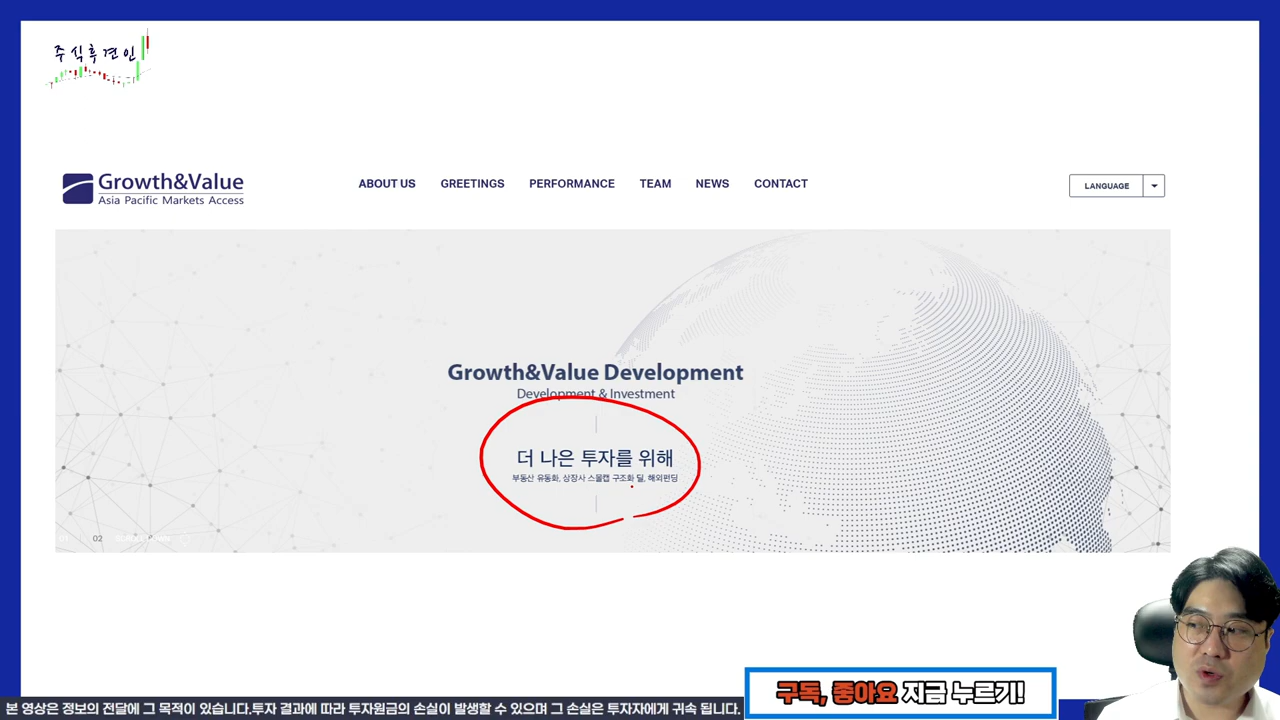 주식후견인
Growth&Value
Asia Pacific Markets Access
ABOUT US GREETINGS PERFORMANCE TEAM NEWS CONTACT
LANGUAGE
Growth&Value Development
Development & Investment
더 나은 투자를 위해
부동산 유동화, 상장사 스몰캡 구조화 딜, 해외펀딩
01 02 SCROLL DOWN
구독, 좋아요 지금 누르기!
본 영상은 정보의 전달에 그 목적이 있습니다.투자 결과에 따라 투자원금의 손실이 발생할 수 있으며 그 손실은 투자자에게 귀속 됩니다.